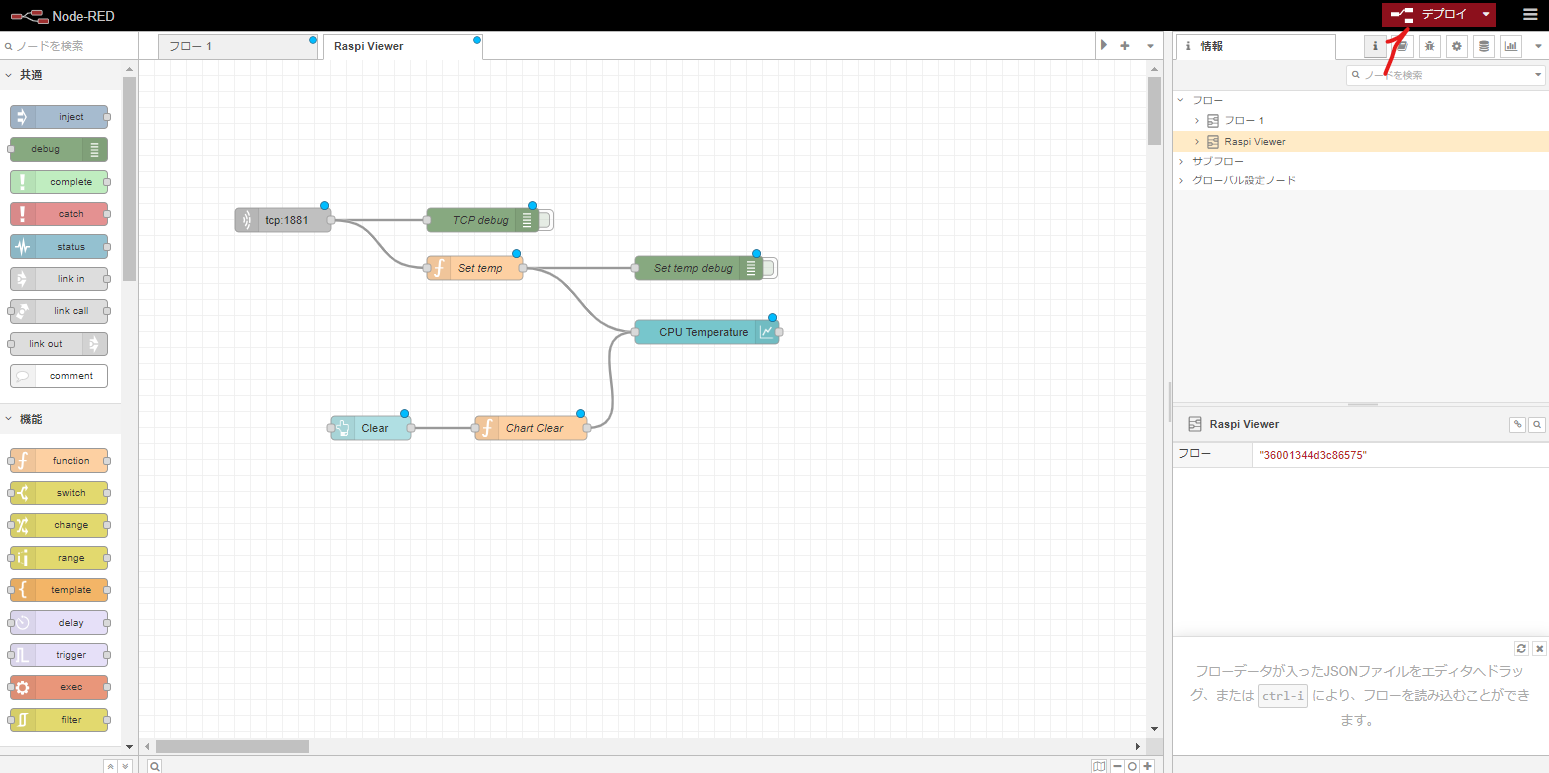 Node-RED
デプロイ
ノードを検索
フロー 1
Raspi Viewer
情報
共通
inject
debug
complete
catch
status
link in
link call
link out
comment
機能
function
switch
change
range
template
delay
trigger
exec
filter
tcp:1881
TCP debug
Set temp
Set temp debug
CPU Temperature
Clear
Chart Clear
ノードを検索
フロー
フロー 1
Raspi Viewer
サブフロー
グローバル設定ノード
Raspi Viewer
フロー
"36001344d3c86575"
フローデータが入ったJSONファイルをエディタへドラッ
グ、または ctrl-i により、フローを読み込むことができ
ます。